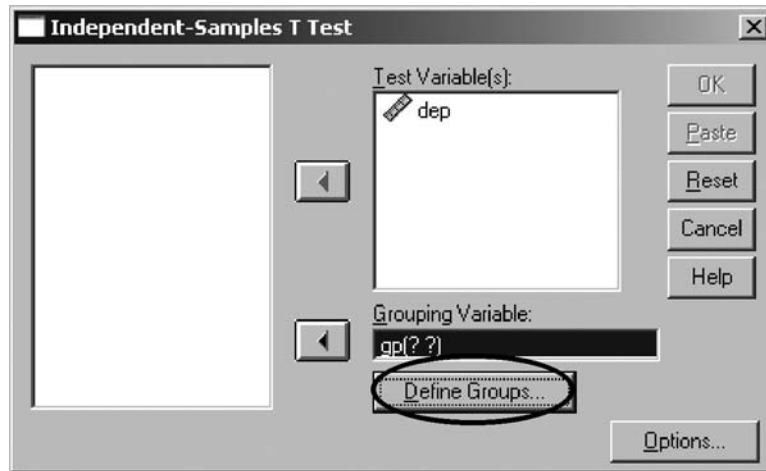 Independent-Samples T Test
Test Variable(s):
dep
OK
Paste
Reset
Cancel
Help
Grouping Variable:
gp(? ?)
Define Groups...
Options...